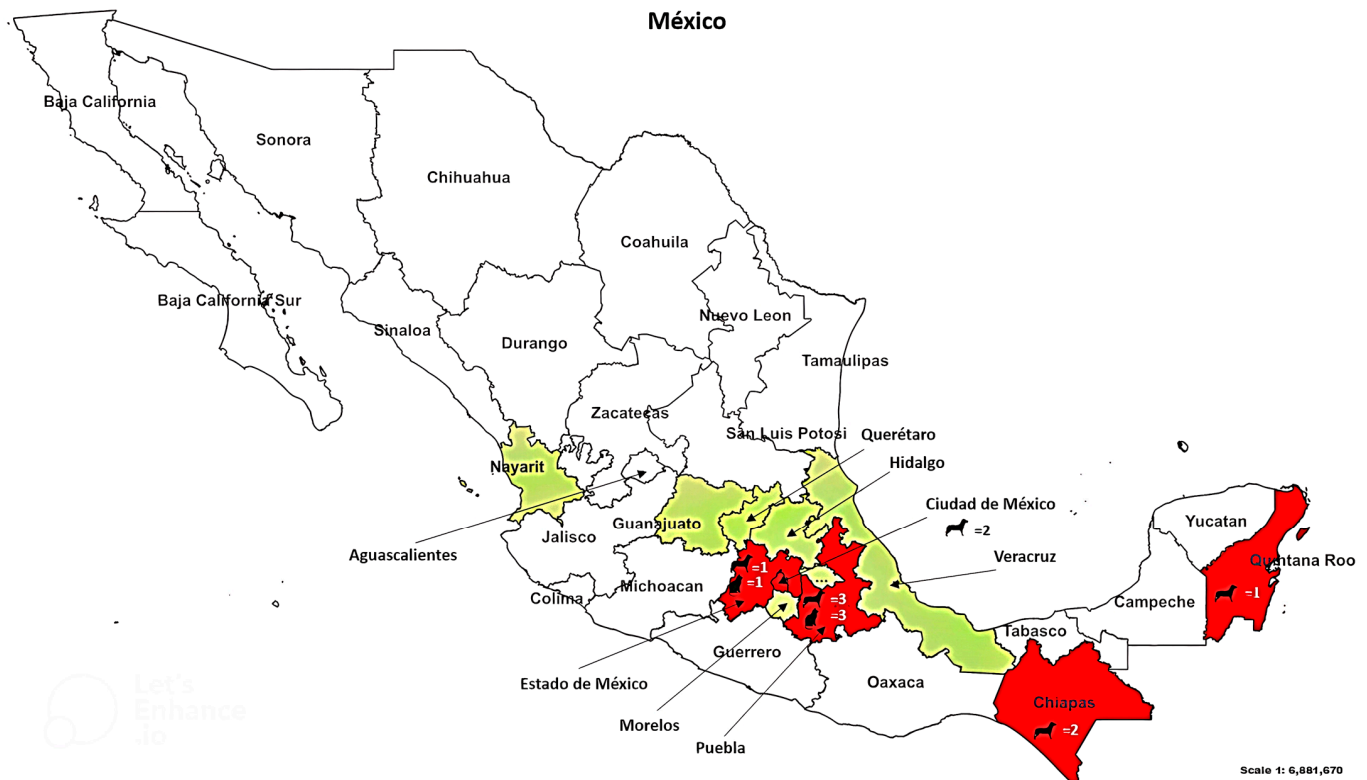 México
Baja California
Sonora
Chihuahua
Coahuila
Baja California Sur
Sinaloa
Nuevo Leon
Durango
Tamaulipas
Zacatecas
San Luis Potosi
Querétaro
Hidalgo
Nayarit
Ciudad de México
=2
Guanajuato
Jalisco
Aguascalientes
Yucatan
Veracruz
Quintana Roo
=1
=1
=1
...
Michoacan
Colima
=3
=3
Campeche
Tabasco
Guerrero
Estado de México
Oaxaca
Chiapas
=2
Morelos
Puebla
Let's
Enhance
.io
Scale 1: 6,881,670